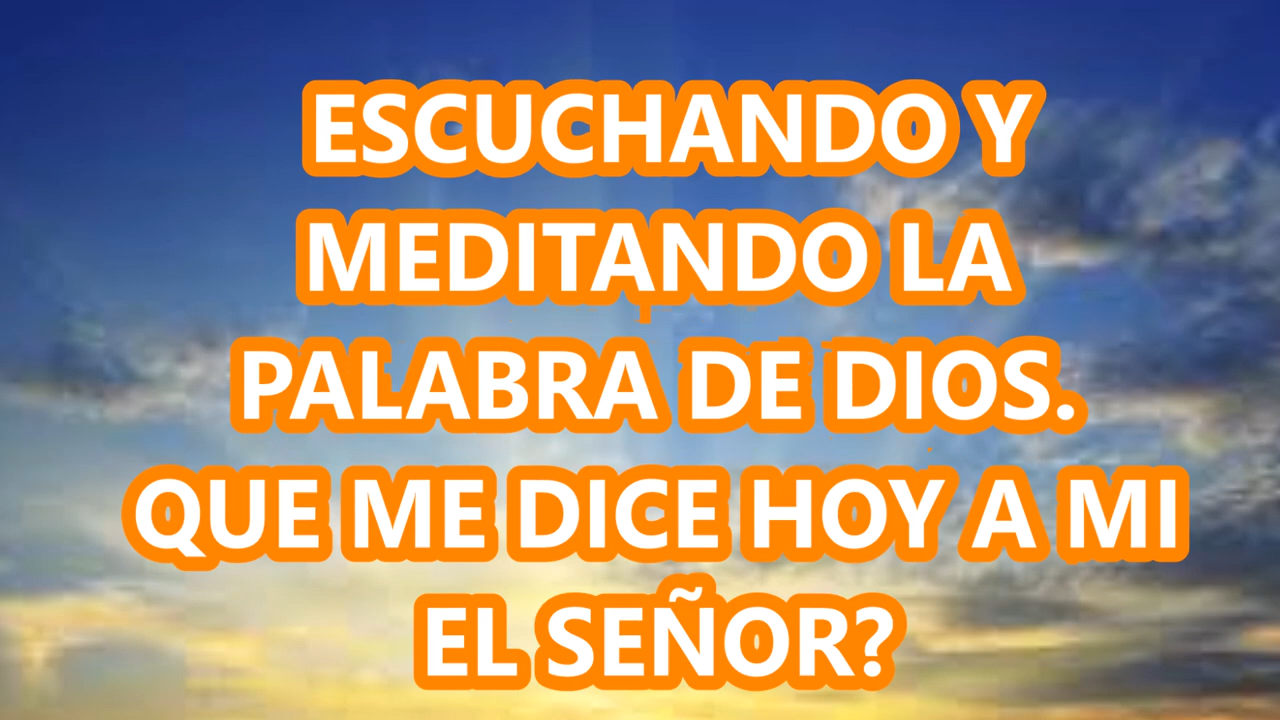 ESCUCHANDO Y
MEDITANDO LA
PALABRA DE DIOS.
QUE ME DICE HOY A MI
EL SEÑOR?